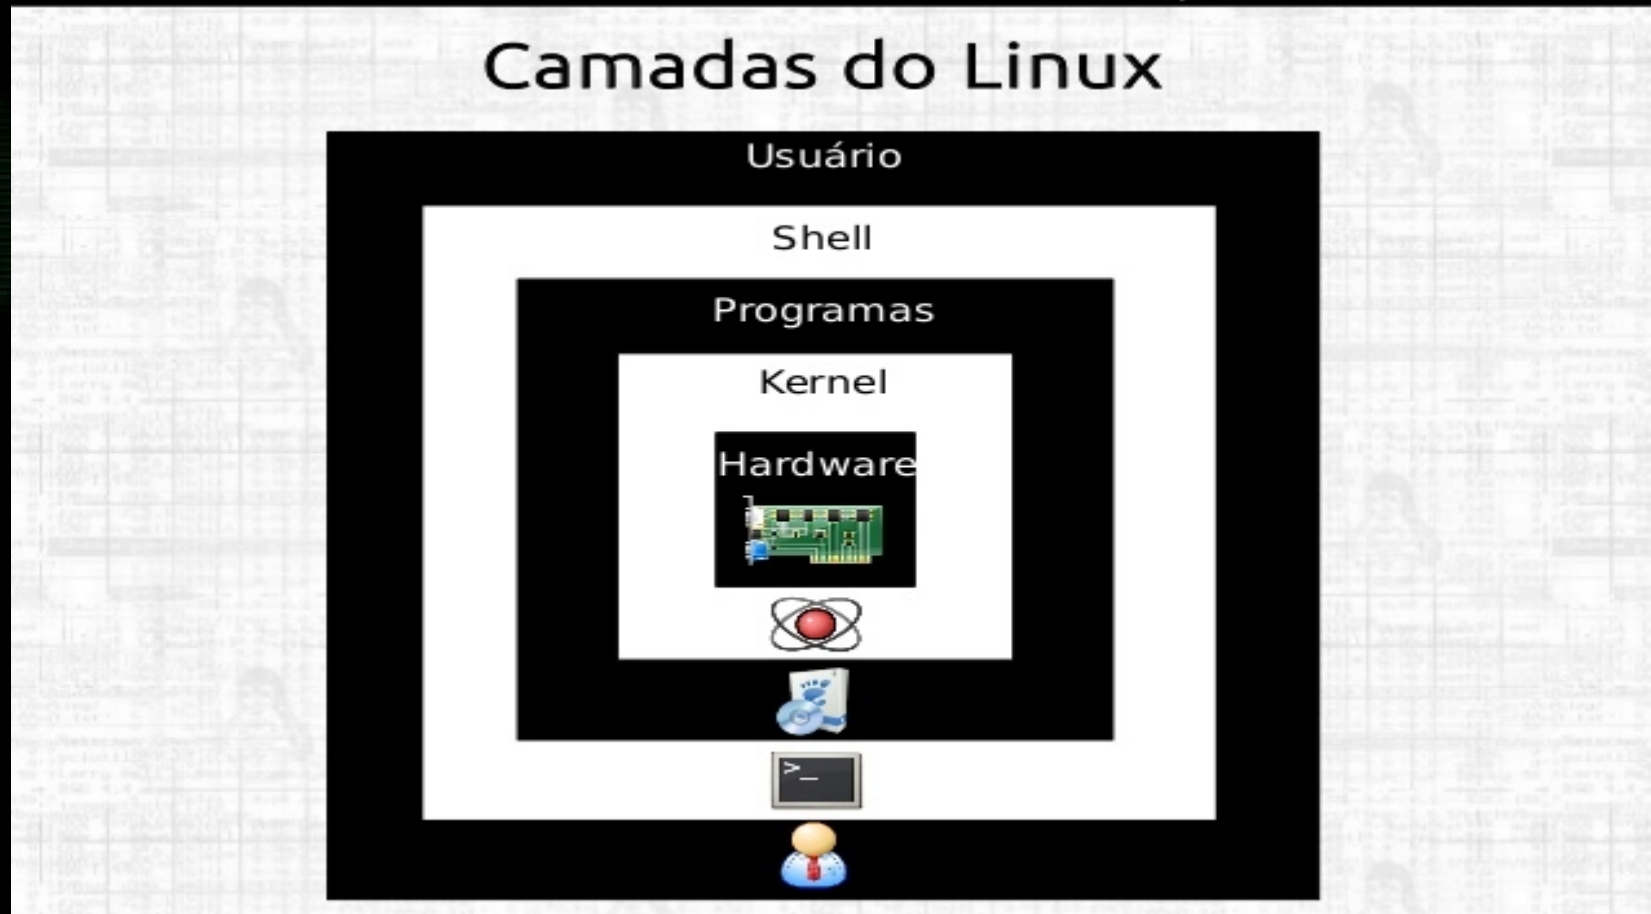 Camadas do Linux
Usuário
Shell
Programas
Kernel
Hardware
>_